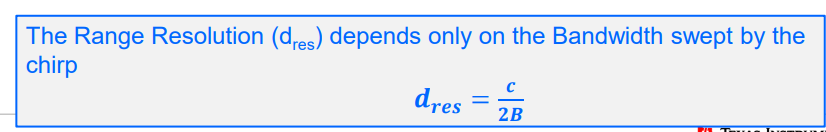 The Range Resolution (dres) depends only on the Bandwidth swept by the
chirp
dres = c / 2B